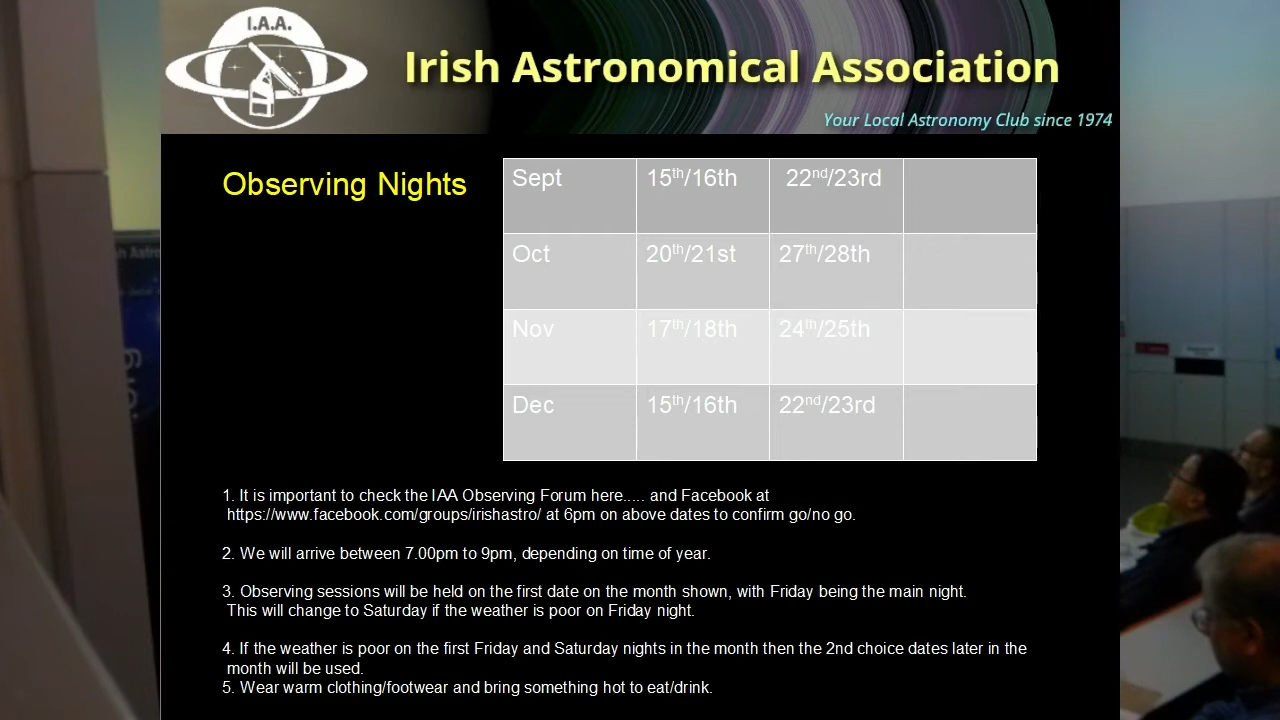 I.A.A.
Irish Astronomical Association
Your Local Astronomy Club since 1974
Observing Nights
Sept 15th/16th 22nd/23rd
Oct 20th/21st 27th/28th
Nov 17th/18th 24th/25th
Dec 15th/16th 22nd/23rd
1. It is important to check the IAA Observing Forum here..... and Facebook at
https://www.facebook.com/groups/irishastro/ at 6pm on above dates to confirm go/no go.
2. We will arrive between 7.00pm to 9pm, depending on time of year.
3. Observing sessions will be held on the first date on the month shown, with Friday being the main night.
This will change to Saturday if the weather is poor on Friday night.
4. If the weather is poor on the first Friday and Saturday nights in the month then the 2nd choice dates later in the
month will be used.
5. Wear warm clothing/footwear and bring something hot to eat/drink.